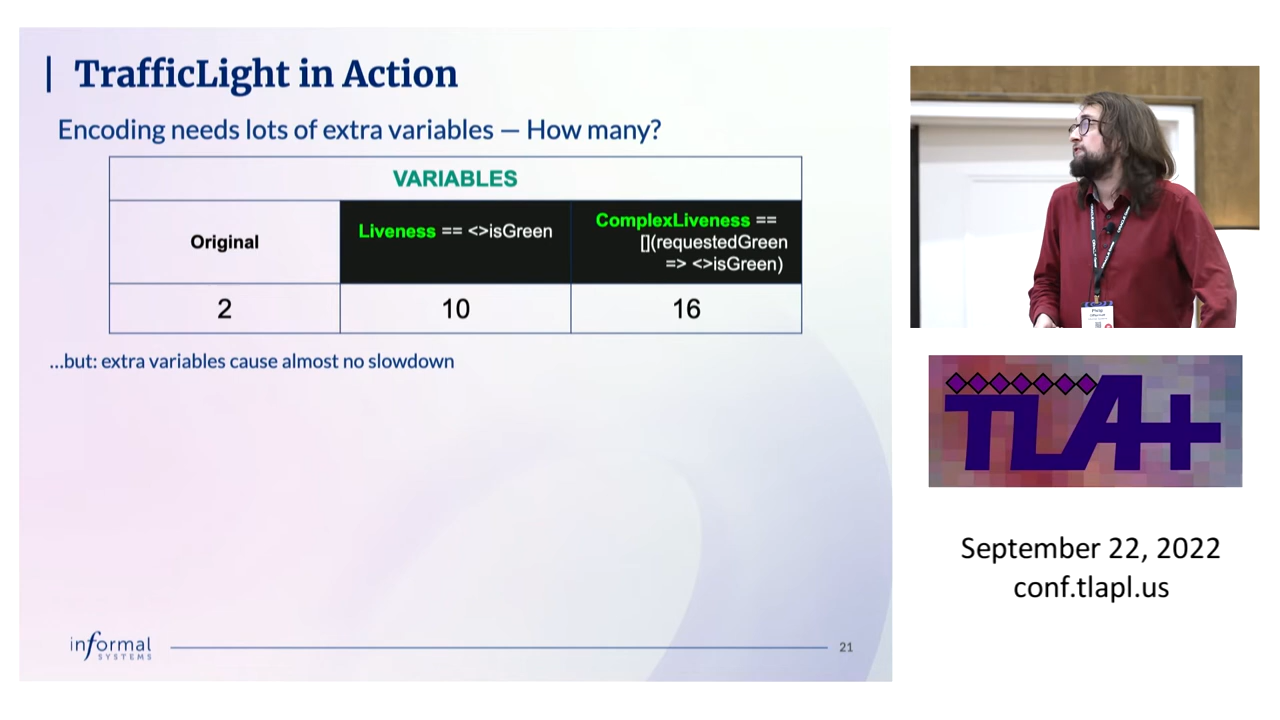 TrafficLight in Action
Encoding needs lots of extra variables — How many?
VARIABLES
Original
Liveness == <>isGreen
ComplexLiveness ==
[](requestedGreen
=> <>isGreen)
2
10
16
...but: extra variables cause almost no slowdown
informal
SYSTEMS
21
TLA+
September 22, 2022
conf.tlapl.us